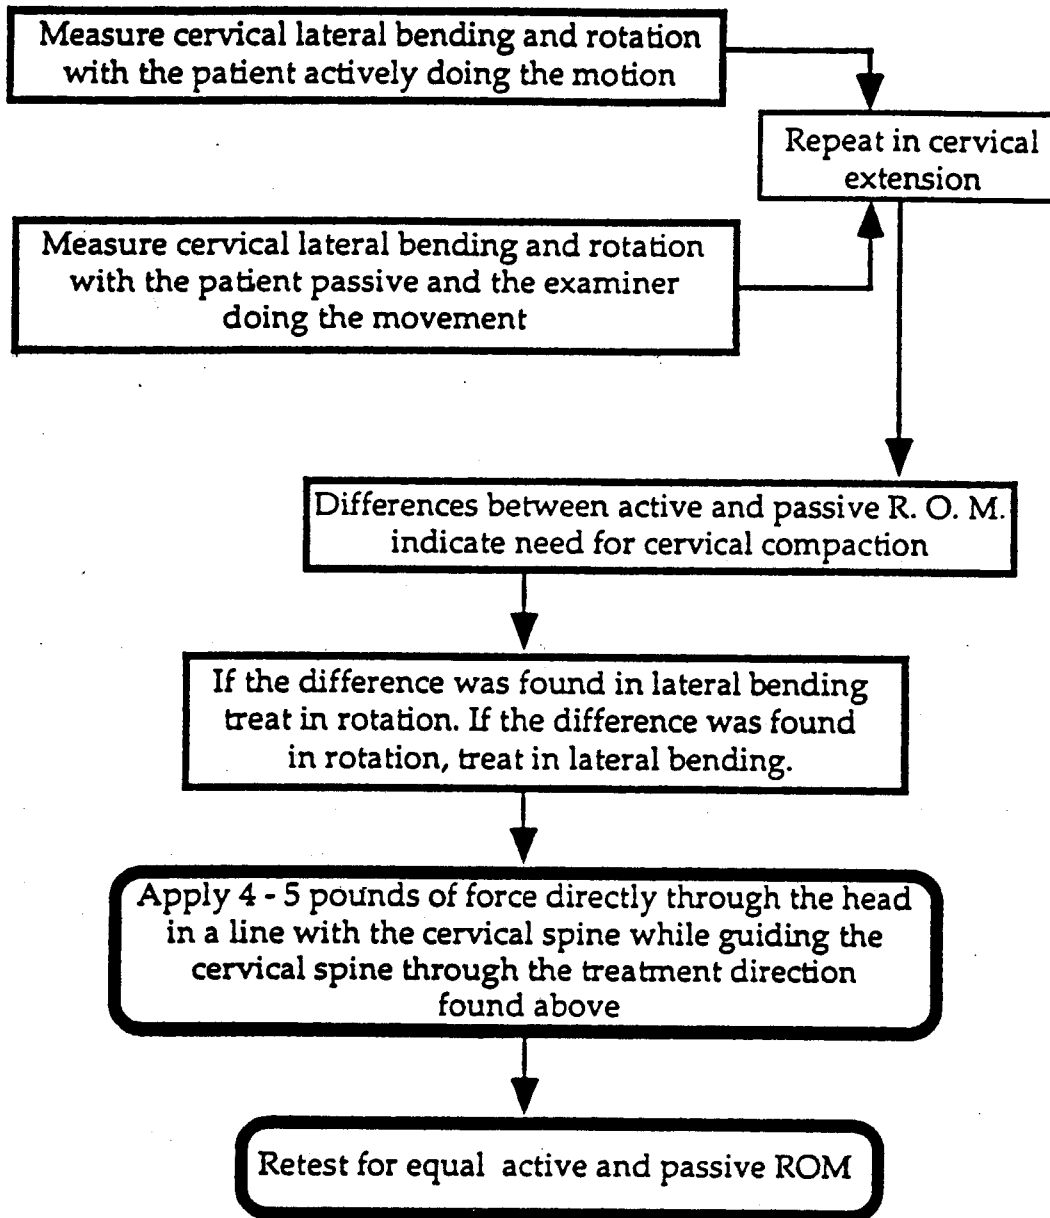 Measure cervical lateral bending and rotation
with the patient actively doing the motion
Repeat in cervical
extension
Measure cervical lateral bending and rotation
with the patient passive and the examiner
doing the movement
Differences between active and passive R. O. M.
indicate need for cervical compaction
If the difference was found in lateral bending
treat in rotation. If the difference was found
in rotation, treat in lateral bending.
Apply 4 - 5 pounds of force directly through the head
in a line with the cervical spine while guiding the
cervical spine through the treatment direction
found above
Retest for equal active and passive ROM